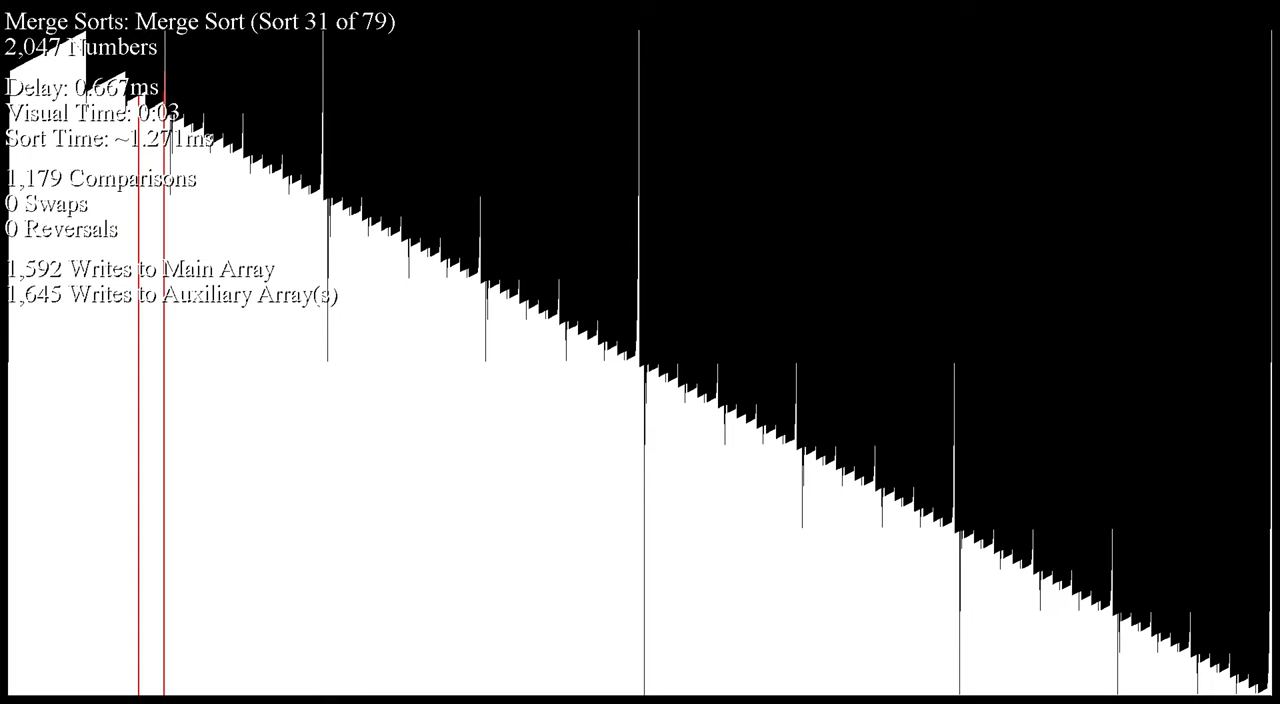 Merge Sorts: Merge Sort (Sort 31 of 79)
2,047 Numbers
Delay: 0.667ms
Visual Time: 0:03
Sort Time: ~1.271ms
1,179 Comparisons
0 Swaps
0 Reversals
1,592 Writes to Main Array
1,645 Writes to Auxiliary Array(s)